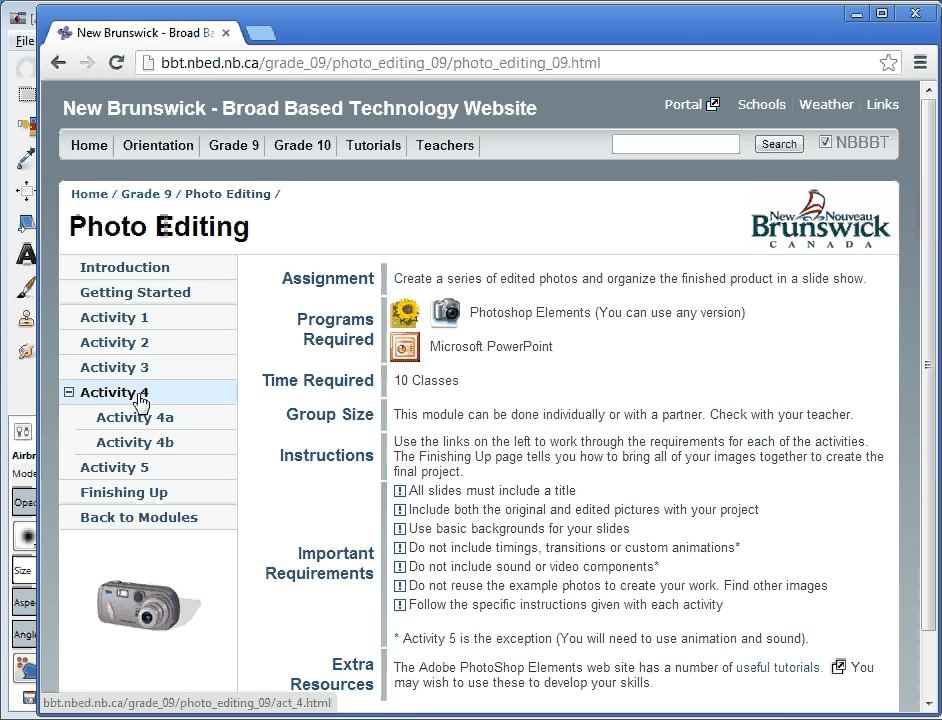 New Brunswick - Broad Ba
File
bbt.nbed.nb.ca/grade_09/photo_editing_09/photo_editing_09.html
New Brunswick - Broad Based Technology Website
Portal Schools Weather Links
Home Orientation Grade 9 Grade 10 Tutorials Teachers Search NBBBT
Home / Grade 9 / Photo Editing /
Photo Editing
New Nouveau
Brunswick
CANADA
Introduction
Getting Started
Activity 1
Activity 2
Activity 3
Activity 4
Activity 4a
Activity 4b
Activity 5
Finishing Up
Back to Modules
Assignment Create a series of edited photos and organize the finished product in a slide show.
Programs Required Photoshop Elements (You can use any version)
Microsoft PowerPoint
Time Required 10 Classes
Group Size This module can be done individually or with a partner. Check with your teacher.
Instructions Use the links on the left to work through the requirements for each of the activities.
The Finishing Up page tells you how to bring all of your images together to create the
final project.
Important Requirements
All slides must include a title
Include both the original and edited pictures with your project
Use basic backgrounds for your slides
Do not include timings, transitions or custom animations*
Do not include sound or video components*
Do not reuse the example photos to create your work. Find other images
Follow the specific instructions given with each activity
* Activity 5 is the exception (You will need to use animation and sound).
Extra Resources The Adobe PhotoShop Elements web site has a number of useful tutorials. You
may wish to use these to develop your skills.
Airbr
Mode
Opac
Size
Aspe
Angle
bbt.nbed.nb.ca/grade_09/photo_editing_09/act_4.html